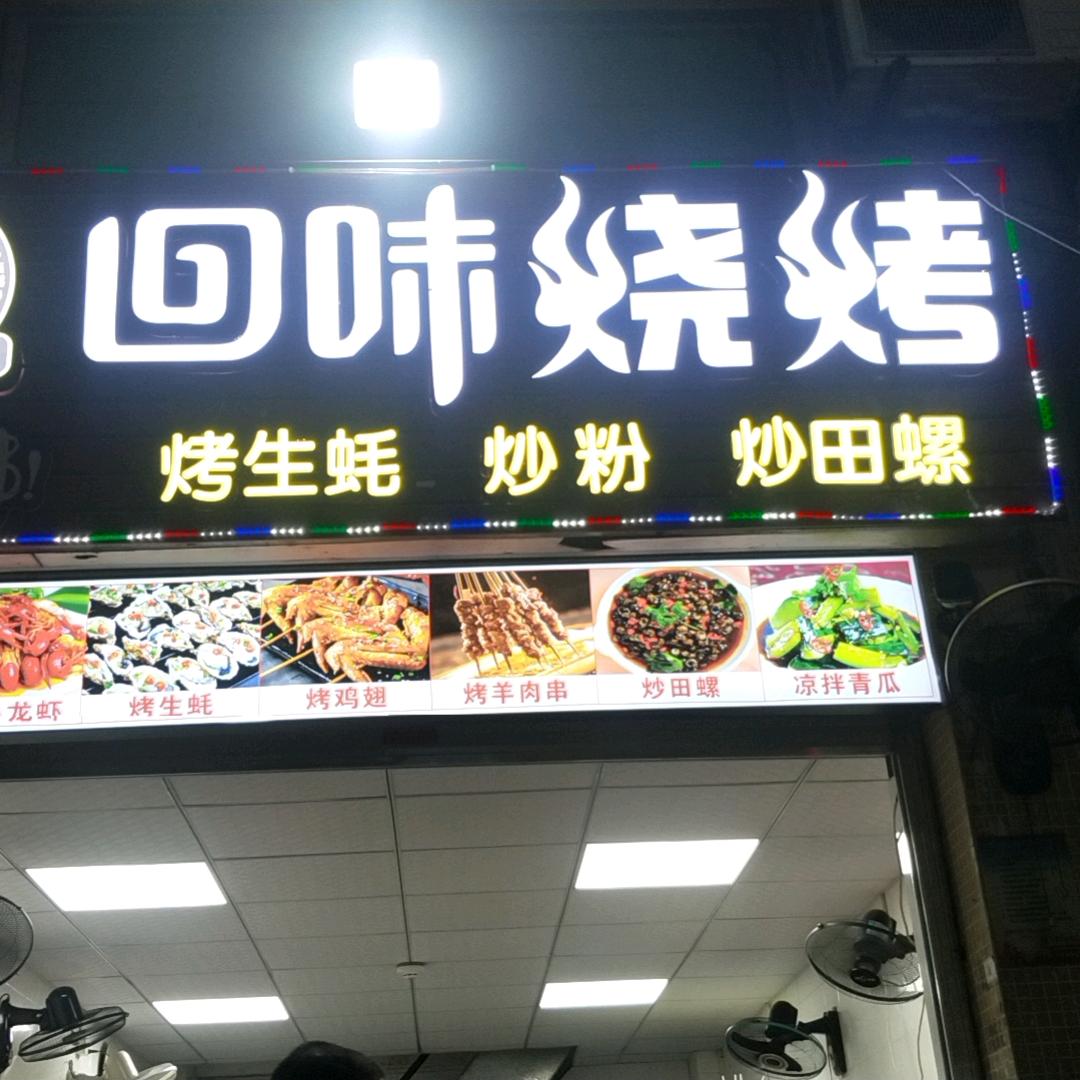 回味烧烤
烤生蚝 炒粉 炒田螺
龙虾 烤生蚝 烤鸡翅 烤羊肉串 炒田螺 凉拌青瓜